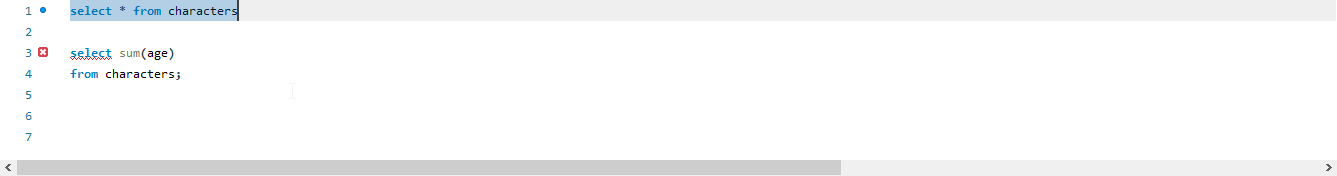 1 select * from characters
2
3 select sum(age)
4 from characters;
5
6
7